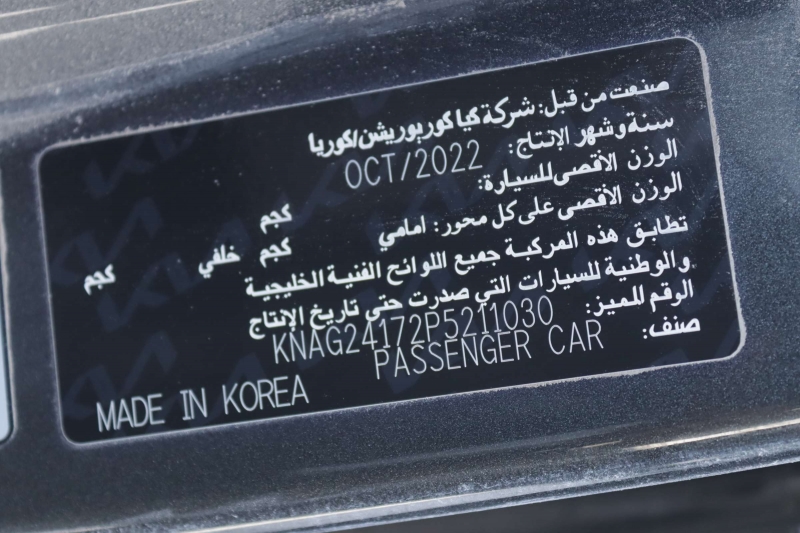 صنعت من قبل: شركة كيا كوربوريشن/كوريا
سنة وشهر الانتاج: OCT/2022
الوزن الاقصى للسيارة: كجم
الوزن الأقصى على كل محور: امامي كجم خلفي كجم
تطابق هذه المركبة جميع اللوائح الفنية الخليجية
والوطنية للسيارات التي صدرت حتى تاريخ الإنتاج
الوقم المميز: KNAG24172P5211030
صنف: PASSENGER CAR
MADE IN KOREA